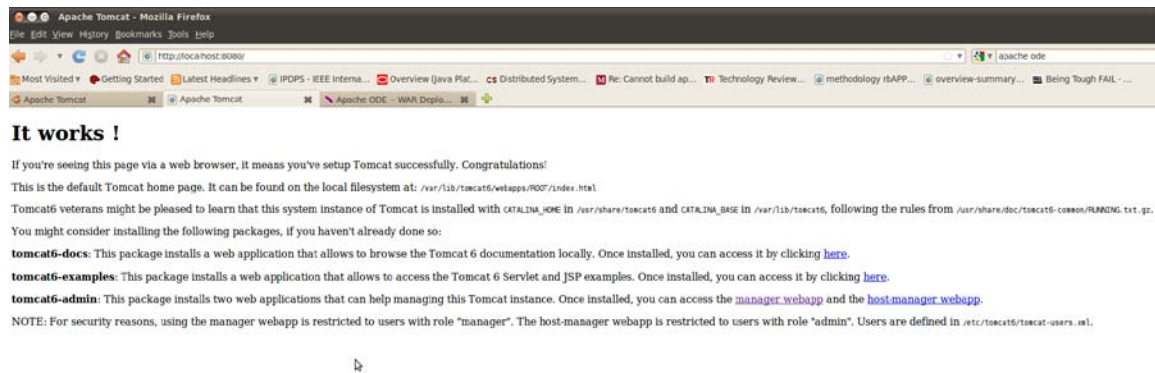 Apache Tomcat - Mozilla Firefox
File Edit View History Bookmarks Tools Help
http://localhost:8080/ apache ode
Most Visited Getting Started Latest Headlines IPDPS - IEEE Interna... Overview (Java Plat... CS Distributed System... Re: Cannot build ap... TR Technology Review... methodology rbAPP... overview-summary... Being Tough FAIL - ...
Apache Tomcat Apache Tomcat Apache ODE - WAR Deplo...
It works !
If you're seeing this page via a web browser, it means you've setup Tomcat successfully. Congratulations!
This is the default Tomcat home page. It can be found on the local filesystem at: /var/lib/tomcat6/webapps/ROOT/index.html
Tomcat6 veterans might be pleased to learn that this system instance of Tomcat is installed with CATALINA_HOME in /usr/share/tomcat6 and CATALINA_BASE in /var/lib/tomcat6, following the rules from /usr/share/doc/tomcat6-common/RUNNING.txt.gz.
You might consider installing the following packages, if you haven't already done so:
tomcat6-docs: This package installs a web application that allows to browse the Tomcat 6 documentation locally. Once installed, you can access it by clicking here.
tomcat6-examples: This package installs a web application that allows to access the Tomcat 6 Servlet and JSP examples. Once installed, you can access it by clicking here.
tomcat6-admin: This package installs two web applications that can help managing this Tomcat instance. Once installed, you can access the manager webapp and the host-manager webapp.
NOTE: For security reasons, using the manager webapp is restricted to users with role "manager". The host-manager webapp is restricted to users with role "admin". Users are defined in /etc/tomcat6/tomcat-users.xml.